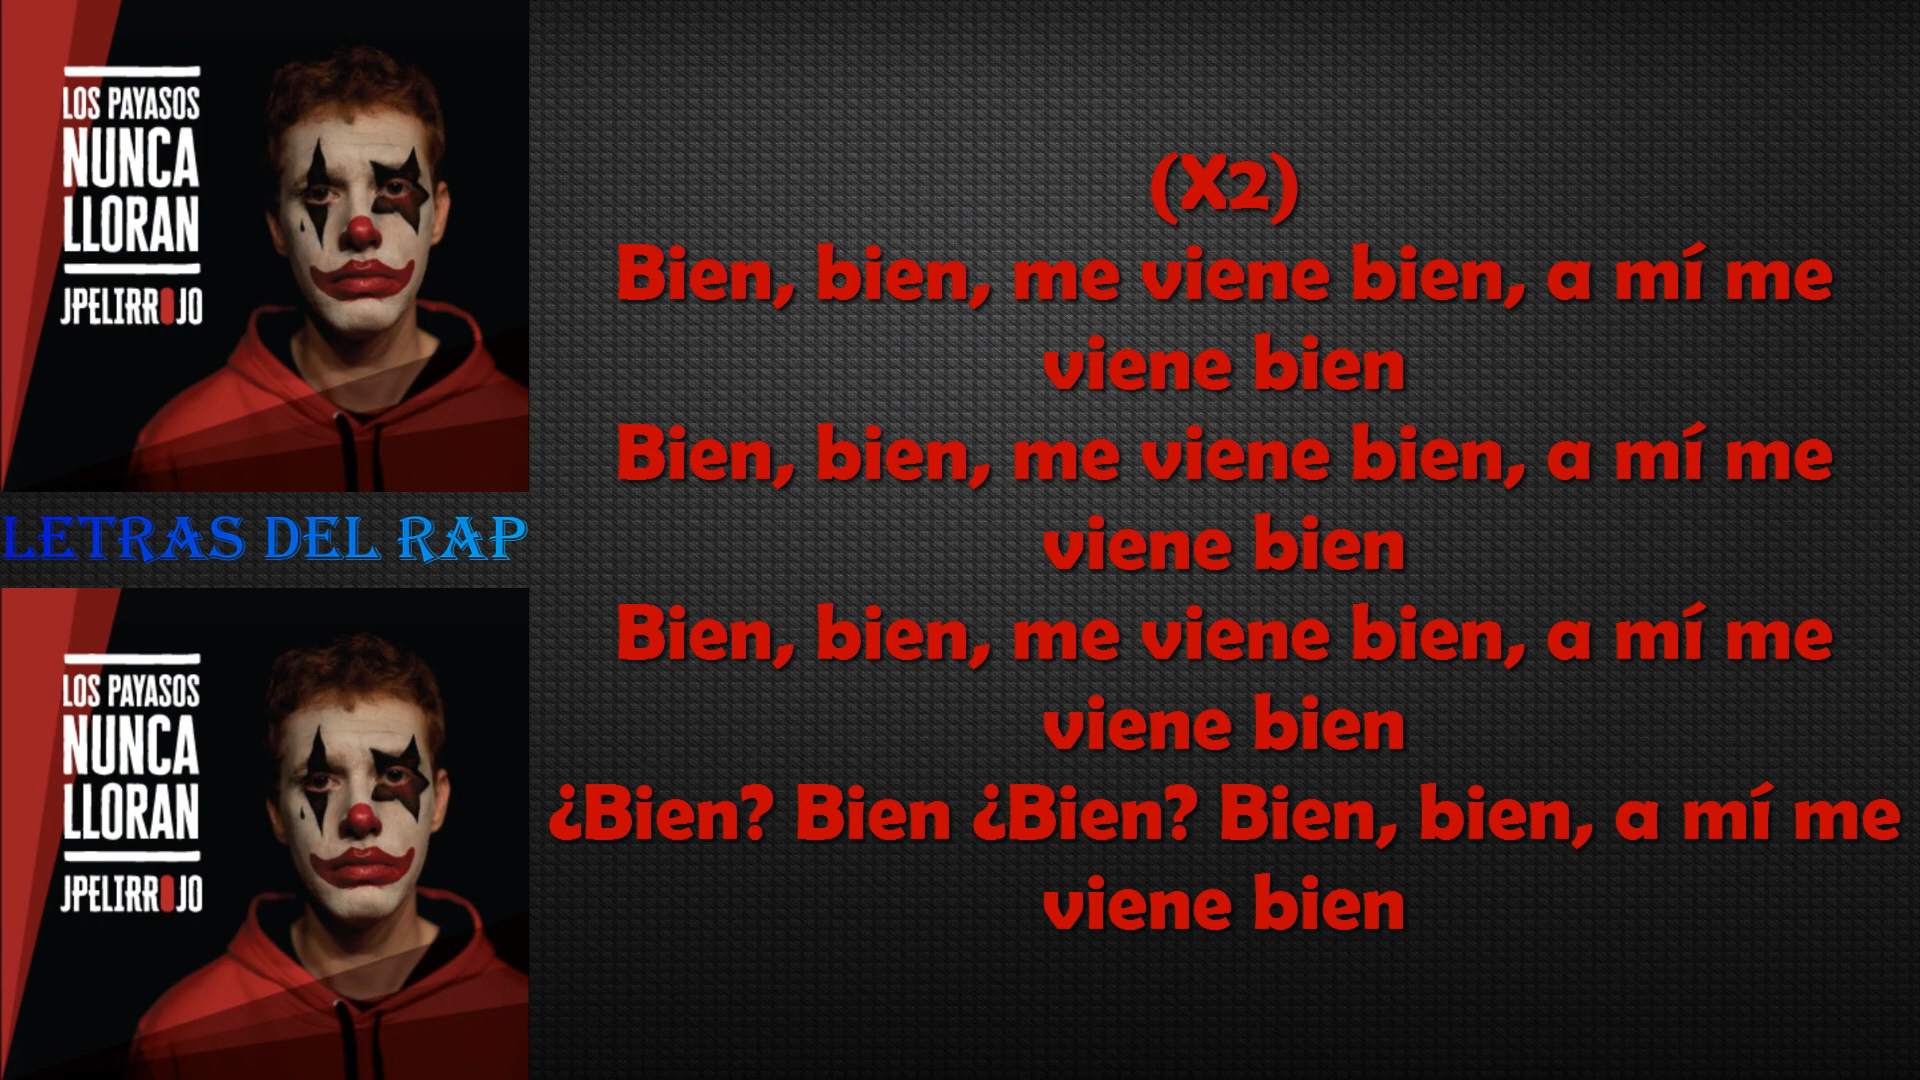 LOS PAYASOS
NUNCA
LLORAN
JPELIRROJO
LETRAS DEL RAP
LOS PAYASOS
NUNCA
LLORAN
JPELIRROJO
(X2)
Bien, bien, me viene bien, a mí me
viene bien
Bien, bien, me viene bien, a mí me
viene bien
Bien, bien, me viene bien, a mí me
viene bien
¿Bien? Bien ¿Bien? Bien, bien, a mí me
viene bien